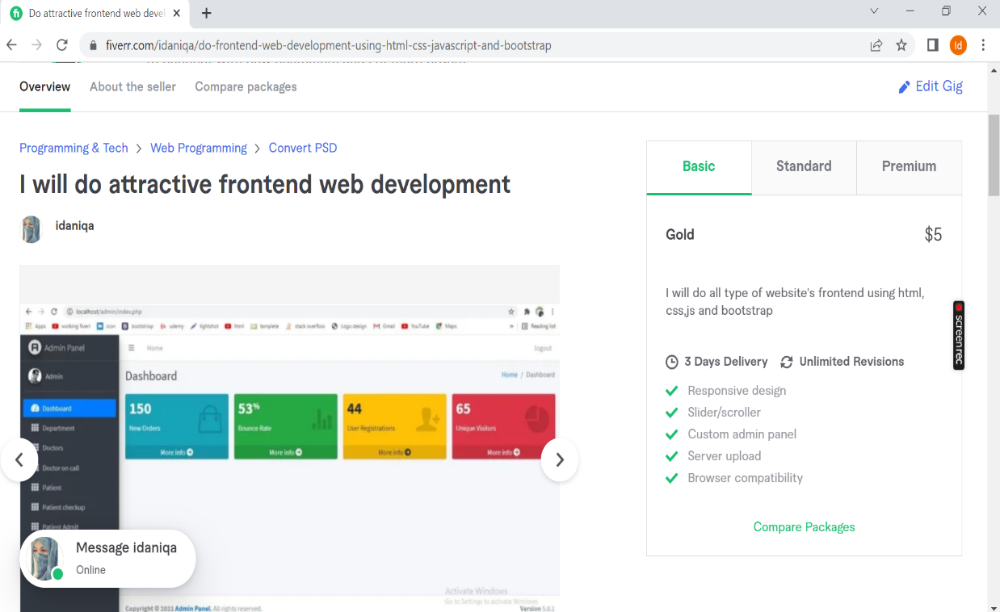 Do attractive frontend web devel
fiverr.com/idaniqa/do-frontend-web-development-using-html-css-javascript-and-bootstrap
Id
Overview
About the seller
Compare packages
Edit Gig
Programming & Tech > Web Programming > Convert PSD
I will do attractive frontend web development
idaniqa
localhost/admin/index.php
Apps working fiverr icon bootstrap udemy lightshot html template stack overflow Logo design Gmail YouTube Maps » Reading list
Admin Panel
Home
logout
Admin
Dashboard
Home / Dashboard
Dashboard
Department
Doctors
Doctor on call
Patient
Patient checkup
Patient Admit
150
New Orders
More info
53%
Bounce Rate
More info
44
User Registrations
More info
65
Unique Visitors
More info
Activate Windows
Go to Settings to activate Windows.
Copyright © 2021 Admin Panel. All rights reserved.
Version 5.0.1
Message idaniqa
Online
Basic
Standard
Premium
Gold
$5
I will do all type of website's frontend using html,
css,js and bootstrap
3 Days Delivery
Unlimited Revisions
Responsive design
Slider/scroller
Custom admin panel
Server upload
Browser compatibility
Compare Packages
screenrec